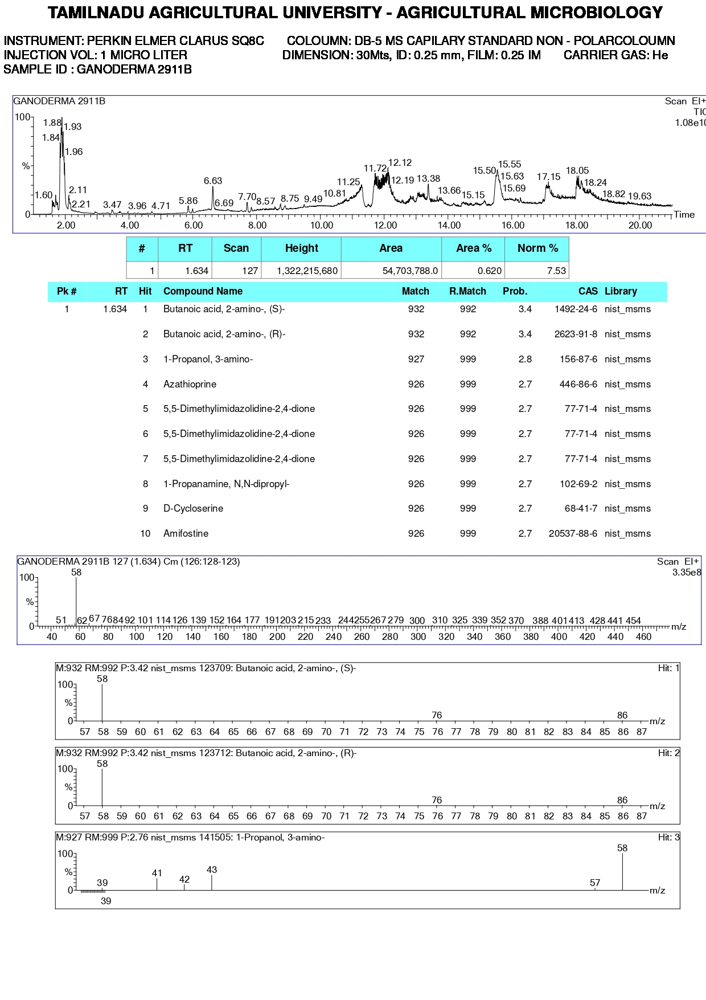 TAMILNADU AGRICULTURAL UNIVERSITY - AGRICULTURAL MICROBIOLOGY
INSTRUMENT: PERKIN ELMER CLARUS SQ8C COLOUMN: DB-5 MS CAPILARY STANDARD NON - POLARCOLOUMN
INJECTION VOL: 1 MICRO LITER DIMENSION: 30Mts, ID: 0.25 mm, FILM: 0.25 IM CARRIER GAS: He
SAMPLE ID : GANODERMA 2911B
GANODERMA 2911B Scan EI+
TIC
1.08e10
100
1.88 1.93
1.84
1.96
%
12.12
11.72
15.50 15.55
15.63
15.69
17.15 18.05
18.24
18.82 19.63
6.63
11.25
12.19 13.38
13.66
15.15
10.81
1.60 2.11
2.21 3.47 3.96 4.71 5.86 6.69 7.70 8.57 8.75 9.49
0
Time
2.00 4.00 6.00 8.00 10.00 12.00 14.00 16.00 18.00 20.00
# RT Scan Height Area Area % Norm %
1 1.634 127 1,322,215,680 54,703,788.0 0.620 7.53
Pk # RT Hit Compound Name Match R.Match Prob. CAS Library
1 1.634 1 Butanoic acid, 2-amino-, (S)- 932 992 3.4 1492-24-6 nist_msms
2 Butanoic acid, 2-amino-, (R)- 932 992 3.4 2623-91-8 nist_msms
3 1-Propanol, 3-amino- 927 999 2.8 156-87-6 nist_msms
4 Azathioprine 926 999 2.7 446-86-6 nist_msms
5 5,5-Dimethylimidazolidine-2,4-dione 926 999 2.7 77-71-4 nist_msms
6 5,5-Dimethylimidazolidine-2,4-dione 926 999 2.7 77-71-4 nist_msms
7 5,5-Dimethylimidazolidine-2,4-dione 926 999 2.7 77-71-4 nist_msms
8 1-Propanamine, N,N-dipropyl- 926 999 2.7 102-69-2 nist_msms
9 D-Cycloserine 926 999 2.7 68-41-7 nist_msms
10 Amifostine 926 999 2.7 20537-88-6 nist_msms
GANODERMA 2911B 127 (1.634) Cm (126:128-123) Scan EI+
3.35e8
58
100
%
51 62 67 76 84 92 101 114 126 139 152 164 177 191 203 215 233 244 255 267 279 300 310 325 339 352 370 388 401 413 428 441 454
0 m/z
40 60 80 100 120 140 160 180 200 220 240 260 280 300 320 340 360 380 400 420 440 460
M:932 RM:992 P:3.42 nist_msms 123709: Butanoic acid, 2-amino-, (S)- Hit: 1
58
100
%
76 86
0 m/z
57 58 59 60 61 62 63 64 65 66 67 68 69 70 71 72 73 74 75 76 77 78 79 80 81 82 83 84 85 86 87
M:932 RM:992 P:3.42 nist_msms 123712: Butanoic acid, 2-amino-, (R)- Hit: 2
58
100
%
76 86
0 m/z
57 58 59 60 61 62 63 64 65 66 67 68 69 70 71 72 73 74 75 76 77 78 79 80 81 82 83 84 85 86 87
M:927 RM:999 P:2.76 nist_msms 141505: 1-Propanol, 3-amino- Hit: 3
58
100
%
39 41 42 43 57
0 m/z
39